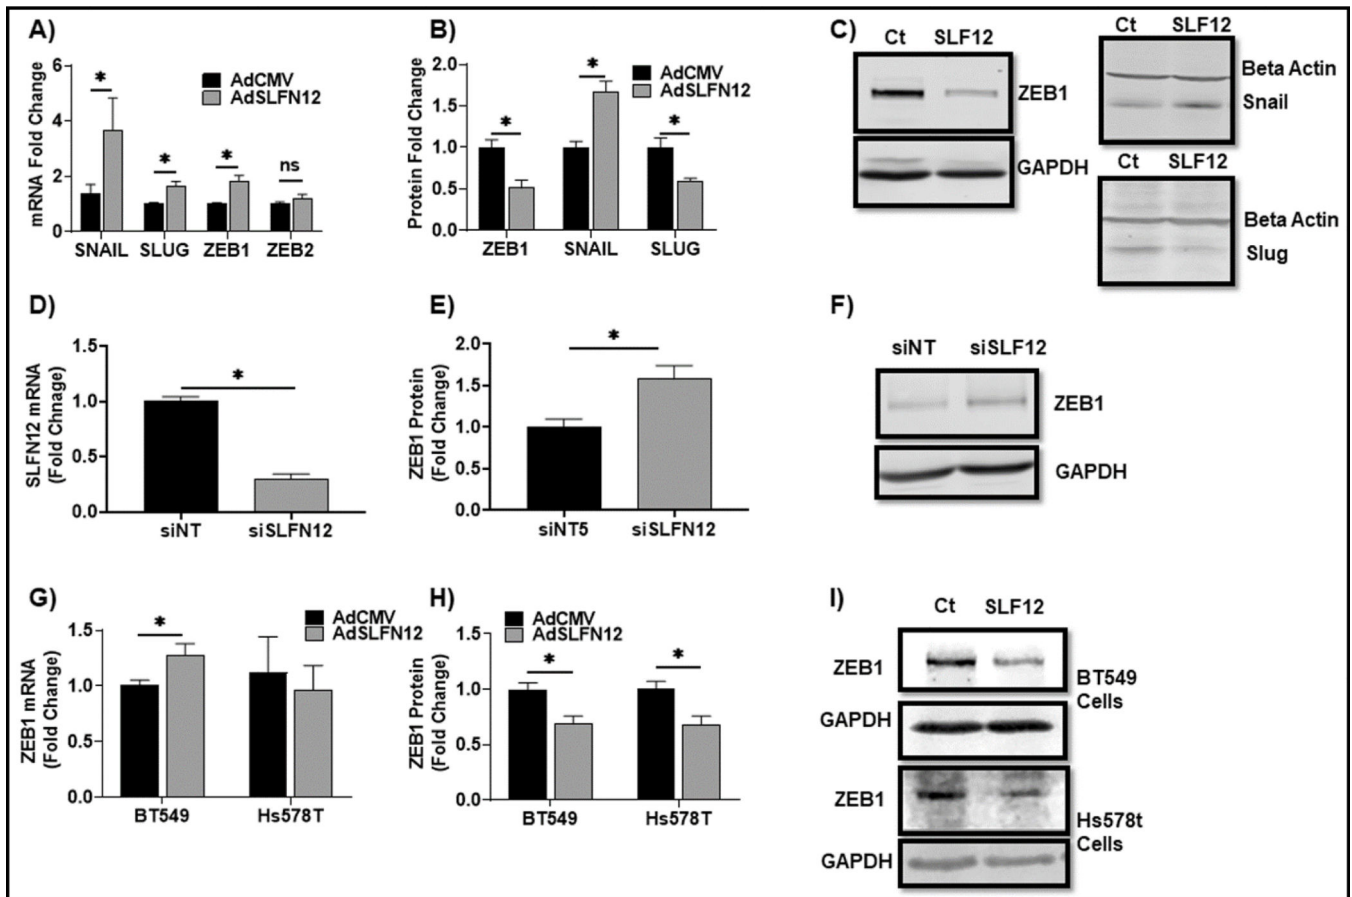 A)
AdCMV
AdSLFN12
mRNA Fold Change
6
4
2
0
*
*
*
ns
SNAIL SLUG ZEB1 ZEB2
B)
AdCMV
AdSLFN12
Protein Fold Change
2.0
1.5
1.0
0.5
0.0
*
*
*
ZEB1 SNAIL SLUG
C)
Ct SLF12
ZEB1
GAPDH
Ct SLF12
Beta Actin
Snail
Ct SLF12
Beta Actin
Slug
D)
SLFN12 mRNA
(Fold Chnage)
1.5
1.0
0.5
0.0
*
siNT siSLFN12
E)
ZEB1 Protein
(Fold Change)
2.0
1.5
1.0
0.5
0.0
*
siNT5 siSLFN12
F)
siNT siSLF12
ZEB1
GAPDH
G)
AdCMV
AdSLFN12
ZEB1 mRNA
(Fold Change)
1.5
1.0
0.5
0.0
*
BT549 Hs578T
H)
AdCMV
AdSLFN12
ZEB1 Protein
(Fold Change)
1.5
1.0
0.5
0.0
*
*
BT549 Hs578T
I)
Ct SLF12
ZEB1
GAPDH
BT549
Cells
ZEB1
GAPDH
Hs578t
Cells